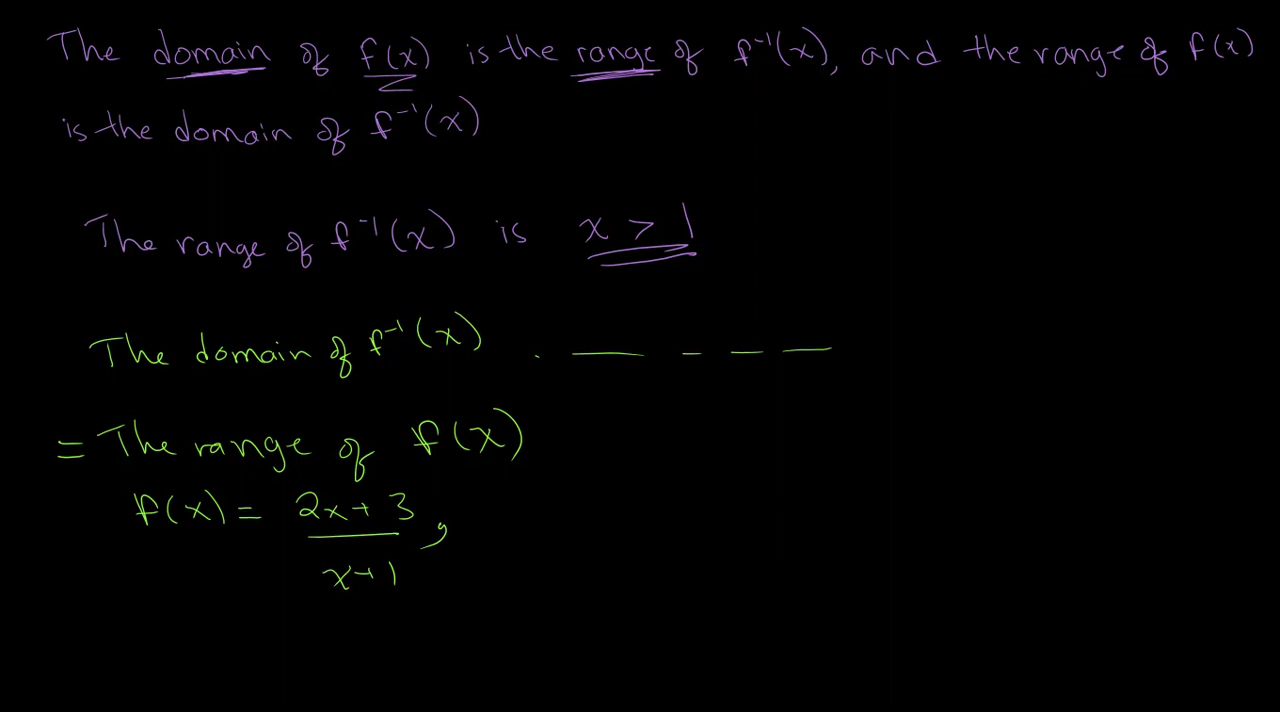 The domain of f(x) is the range of f⁻¹(x), and the range of f(x)
is the domain of f⁻¹(x)
The range of f⁻¹(x) is x > 1
The domain of f⁻¹(x) . — - — —
= The range of f(x)
f(x) = 2x + 3 ,
x - 1